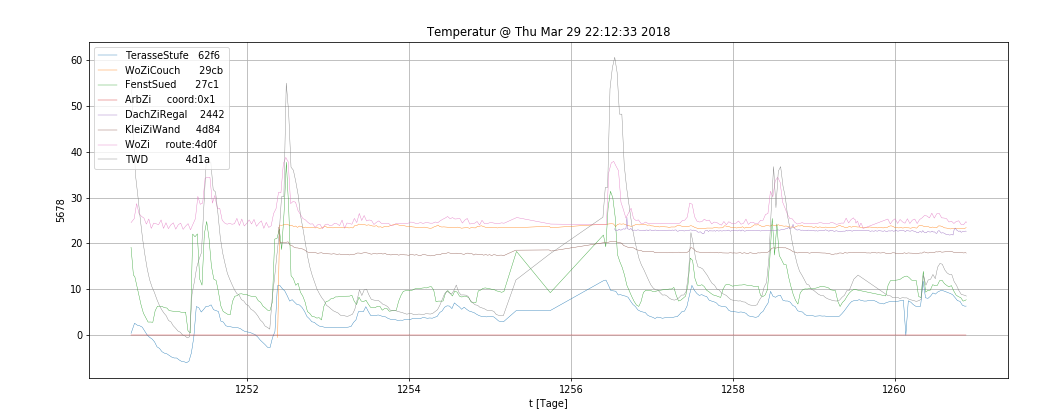 Temperatur @ Thu Mar 29 22:12:33 2018
60
50
40
30
20
10
0
5678
TerasseStufe 62f6
WoZiCouch 29cb
FenstSued 27c1
ArbZi coord:0x1
DachZiRegal 2442
KleiZiWand 4d84
WoZi route:4d0f
TWD 4d1a
1252 1254 1256 1258 1260
t [Tage]